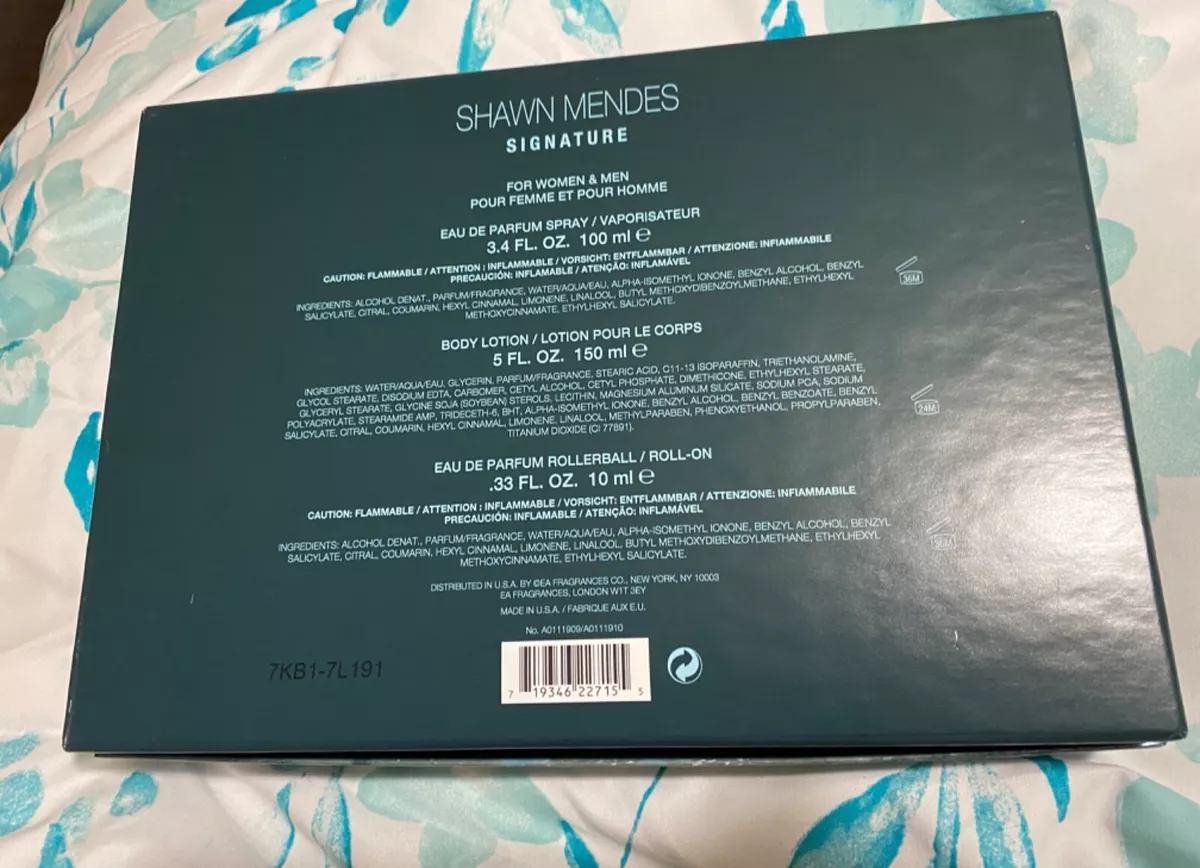 SHAWN MENDES
SIGNATURE
FOR WOMEN & MEN
POUR FEMME ET POUR HOMME
EAU DE PARFUM SPRAY / VAPORISATEUR
3.4 FL. OZ. 100 ml ℮
CAUTION: FLAMMABLE / ATTENTION : INFLAMMABLE / VORSICHT: ENTFLAMMBAR / ATTENZIONE: INFIAMMABILE
PRECAUCIÓN: INFLAMABLE / ATENÇÃO: INFLAMÁVEL
INGREDIENTS: ALCOHOL DENAT., PARFUM/FRAGRANCE, WATER/AQUA/EAU, ALPHA-ISOMETHYL IONONE, BENZYL ALCOHOL, BENZYL
SALICYLATE, CITRAL, COUMARIN, HEXYL CINNAMAL, LIMONENE, LINALOOL, BUTYL METHOXYDIBENZOYLMETHANE, ETHYLHEXYL
METHOXYCINNAMATE, ETHYLHEXYL SALICYLATE.
36M
BODY LOTION / LOTION POUR LE CORPS
5 FL. OZ. 150 ml ℮
INGREDIENTS: WATER/AQUA/EAU, GLYCERIN, PARFUM/FRAGRANCE, STEARIC ACID, C11-13 ISOPARAFFIN, TRIETHANOLAMINE,
GLYCOL STEARATE, DISODIUM EDTA, CARBOMER, CETYL ALCOHOL, CETYL PHOSPHATE, DIMETHICONE, ETHYLHEXYL STEARATE,
GLYCERYL STEARATE, GLYCINE SOJA (SOYBEAN) STEROLS, LECITHIN, MAGNESIUM ALUMINUM SILICATE, SODIUM PCA, SODIUM
POLYACRYLATE, STEARAMIDE AMP, TRIDECETH-6, BHT, ALPHA-ISOMETHYL IONONE, BENZYL ALCOHOL, BENZYL BENZOATE, BENZYL
SALICYLATE, CITRAL, COUMARIN, HEXYL CINNAMAL, LIMONENE, LINALOOL, METHYLPARABEN, PHENOXYETHANOL, PROPYLPARABEN,
TITANIUM DIOXIDE (CI 77891).
24M
EAU DE PARFUM ROLLERBALL / ROLL-ON
.33 FL. OZ. 10 ml ℮
CAUTION: FLAMMABLE / ATTENTION : INFLAMMABLE / VORSICHT: ENTFLAMMBAR / ATTENZIONE: INFIAMMABILE
PRECAUCIÓN: INFLAMABLE / ATENÇÃO: INFLAMÁVEL
INGREDIENTS: ALCOHOL DENAT., PARFUM/FRAGRANCE, WATER/AQUA/EAU, ALPHA-ISOMETHYL IONONE, BENZYL ALCOHOL, BENZYL
SALICYLATE, CITRAL, COUMARIN, HEXYL CINNAMAL, LIMONENE, LINALOOL, BUTYL METHOXYDIBENZOYLMETHANE, ETHYLHEXYL
METHOXYCINNAMATE, ETHYLHEXYL SALICYLATE.
36M
DISTRIBUTED IN U.S.A. BY ©EA FRAGRANCES CO., NEW YORK, NY 10003
EA FRAGRANCES, LONDON W1T 3EY
MADE IN U.S.A. / FABRIQUE AUX E.U.
No. A0111909/A0111910
7KB1-7L191
7 19346 22715 5